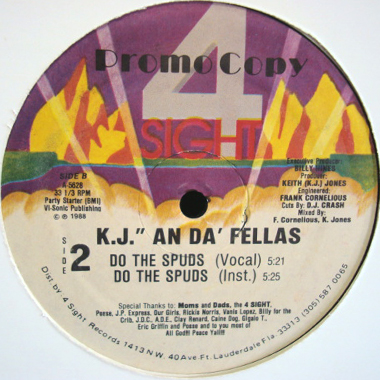 Promo Copy
4
SIGHT
SIDE B
A-5628
33 1/3 RPM
Party Starter (BMI)
Vi-Sonic Publishing
© ℗ 1988
Executive Producer:
BILLY HINES
Producer:
KEITH (K.J.) JONES
Engineered:
FRANK CORNELIOUS
Cuts By: D.J. CRASH
Mixed By:
F. Cornelious, K. Jones
K.J." AN DA' FELLAS
SIDE 2
DO THE SPUDS (Vocal) 5:21
DO THE SPUDS (Inst.) 5:25
Special Thanks to: Moms and Dads, the 4 SIGHT,
Posse, J.P. Express, Our Girls, Rickie Norris, Vania Lopez, Billy for the
Crib, J.D.C., A.D.E., Clay Renard, Caine Dog, Gigolo T.,
Eric Griffin and Posse and to you most of
All God!!! Peace Yall!!!
Dist. by 4 Sight Records 1413 N.W. 40 Ave Ft. Lauderdale Fla. 33313 (305) 587 0065